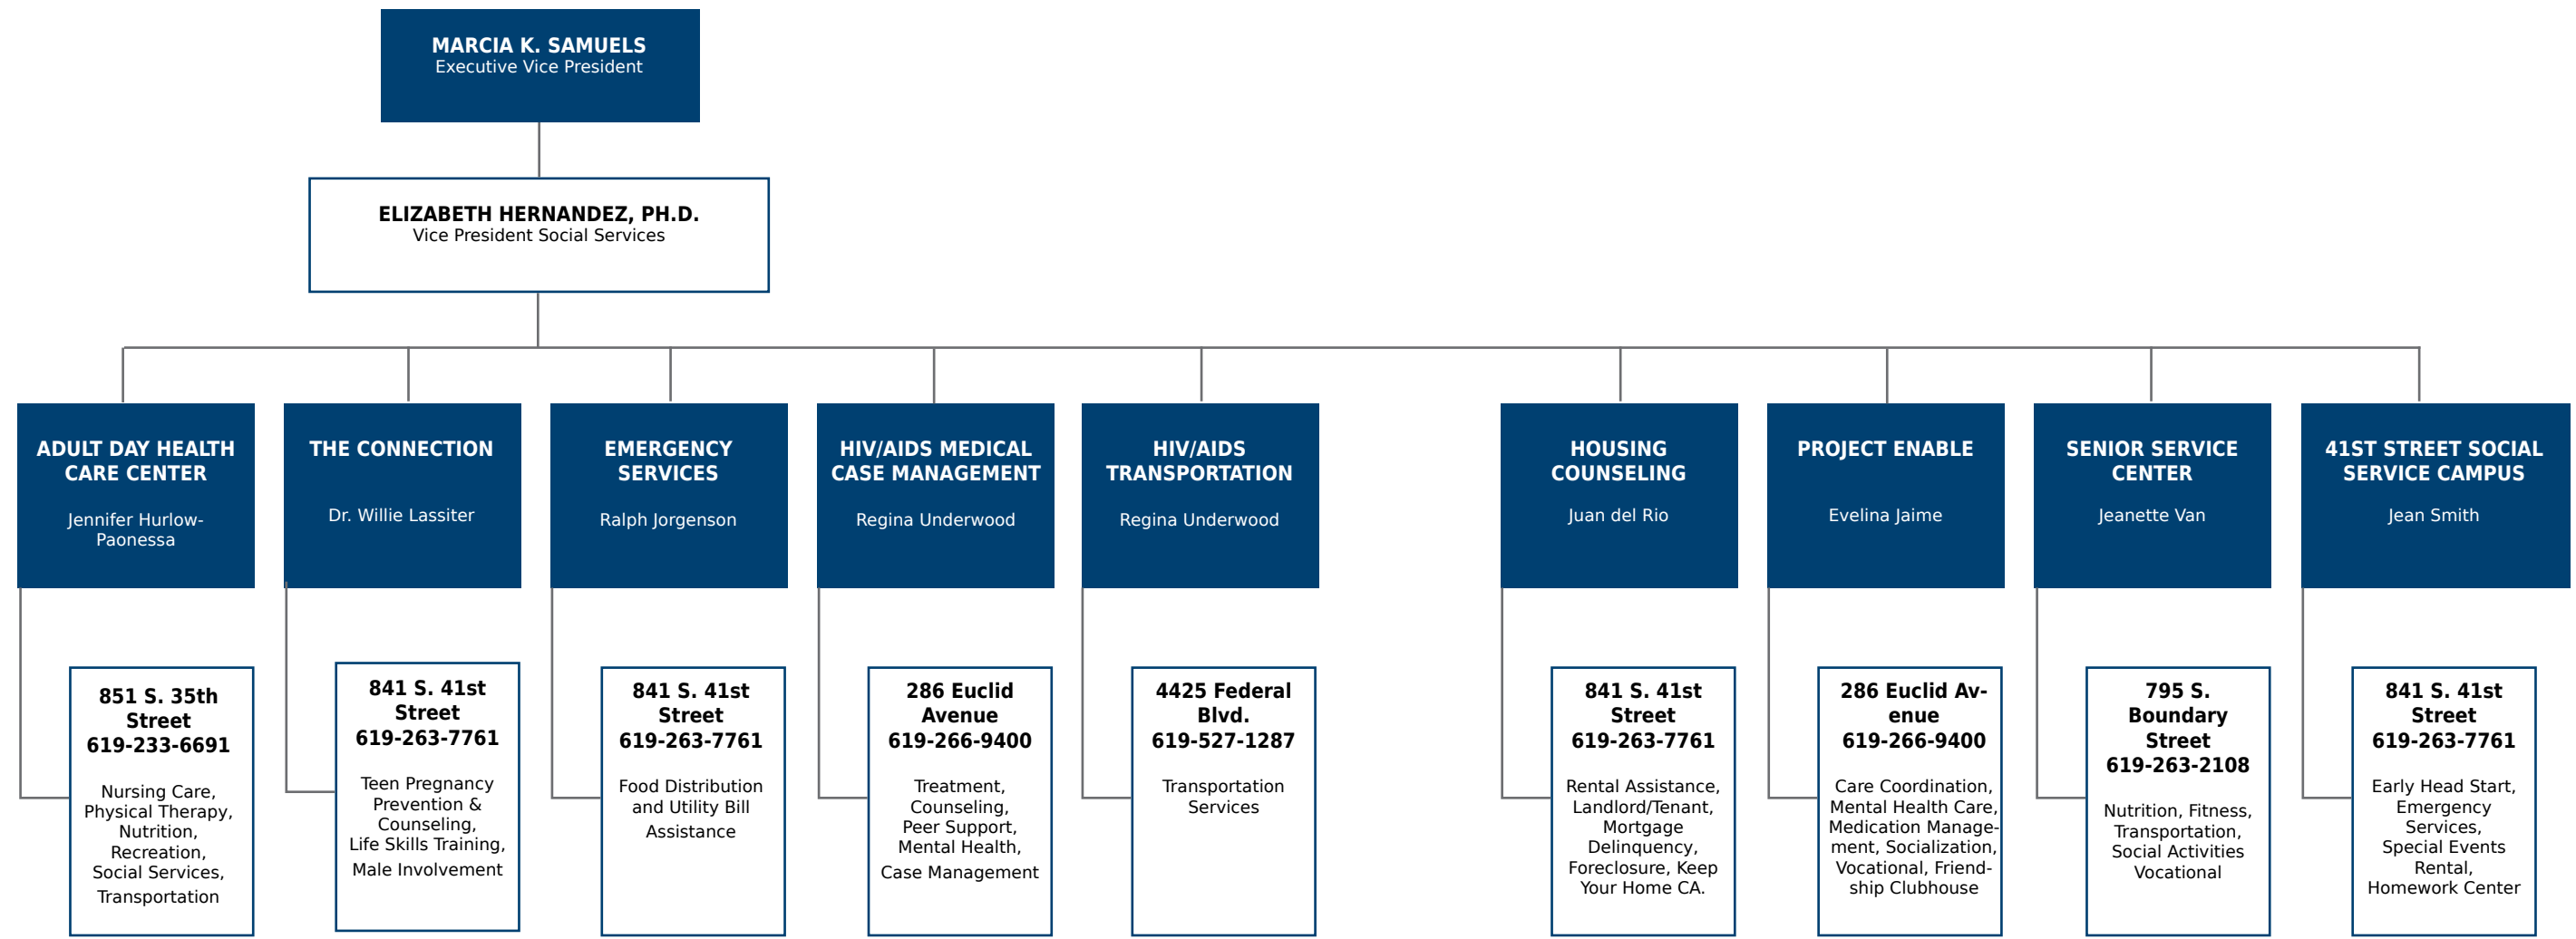 MARCIA K. SAMUELS
Executive Vice President
ELIZABETH HERNANDEZ, PH.D.
Vice President Social Services
ADULT DAY HEALTH
CARE CENTER
Jennifer Hurlow-
Paonessa
THE CONNECTION
Dr. Willie Lassiter
EMERGENCY
SERVICES
Ralph Jorgenson
HIV/AIDS MEDICAL
CASE MANAGEMENT
Regina Underwood
HIV/AIDS
TRANSPORTATION
Regina Underwood
HOUSING
COUNSELING
Juan del Rio
PROJECT ENABLE
Evelina Jaime
SENIOR SERVICE
CENTER
Jeanette Van
41ST STREET SOCIAL
SERVICE CAMPUS
Jean Smith
851 S. 35th
Street
619-233-6691
Nursing Care,
Physical Therapy,
Nutrition,
Recreation,
Social Services,
Transportation
841 S. 41st
Street
619-263-7761
Teen Pregnancy
Prevention &
Counseling,
Life Skills Training,
Male Involvement
841 S. 41st
Street
619-263-7761
Food Distribution
and Utility Bill
Assistance
286 Euclid
Avenue
619-266-9400
Treatment,
Counseling,
Peer Support,
Mental Health,
Case Management
4425 Federal
Blvd.
619-527-1287
Transportation
Services
841 S. 41st
Street
619-263-7761
Rental Assistance,
Landlord/Tenant,
Mortgage
Delinquency,
Foreclosure, Keep
Your Home CA.
286 Euclid Av-
enue
619-266-9400
Care Coordination,
Mental Health Care,
Medication Manage-
ment, Socialization,
Vocational, Friend-
ship Clubhouse
795 S.
Boundary
Street
619-263-2108
Nutrition, Fitness,
Transportation,
Social Activities
Vocational
841 S. 41st
Street
619-263-7761
Early Head Start,
Emergency
Services,
Special Events
Rental,
Homework Center